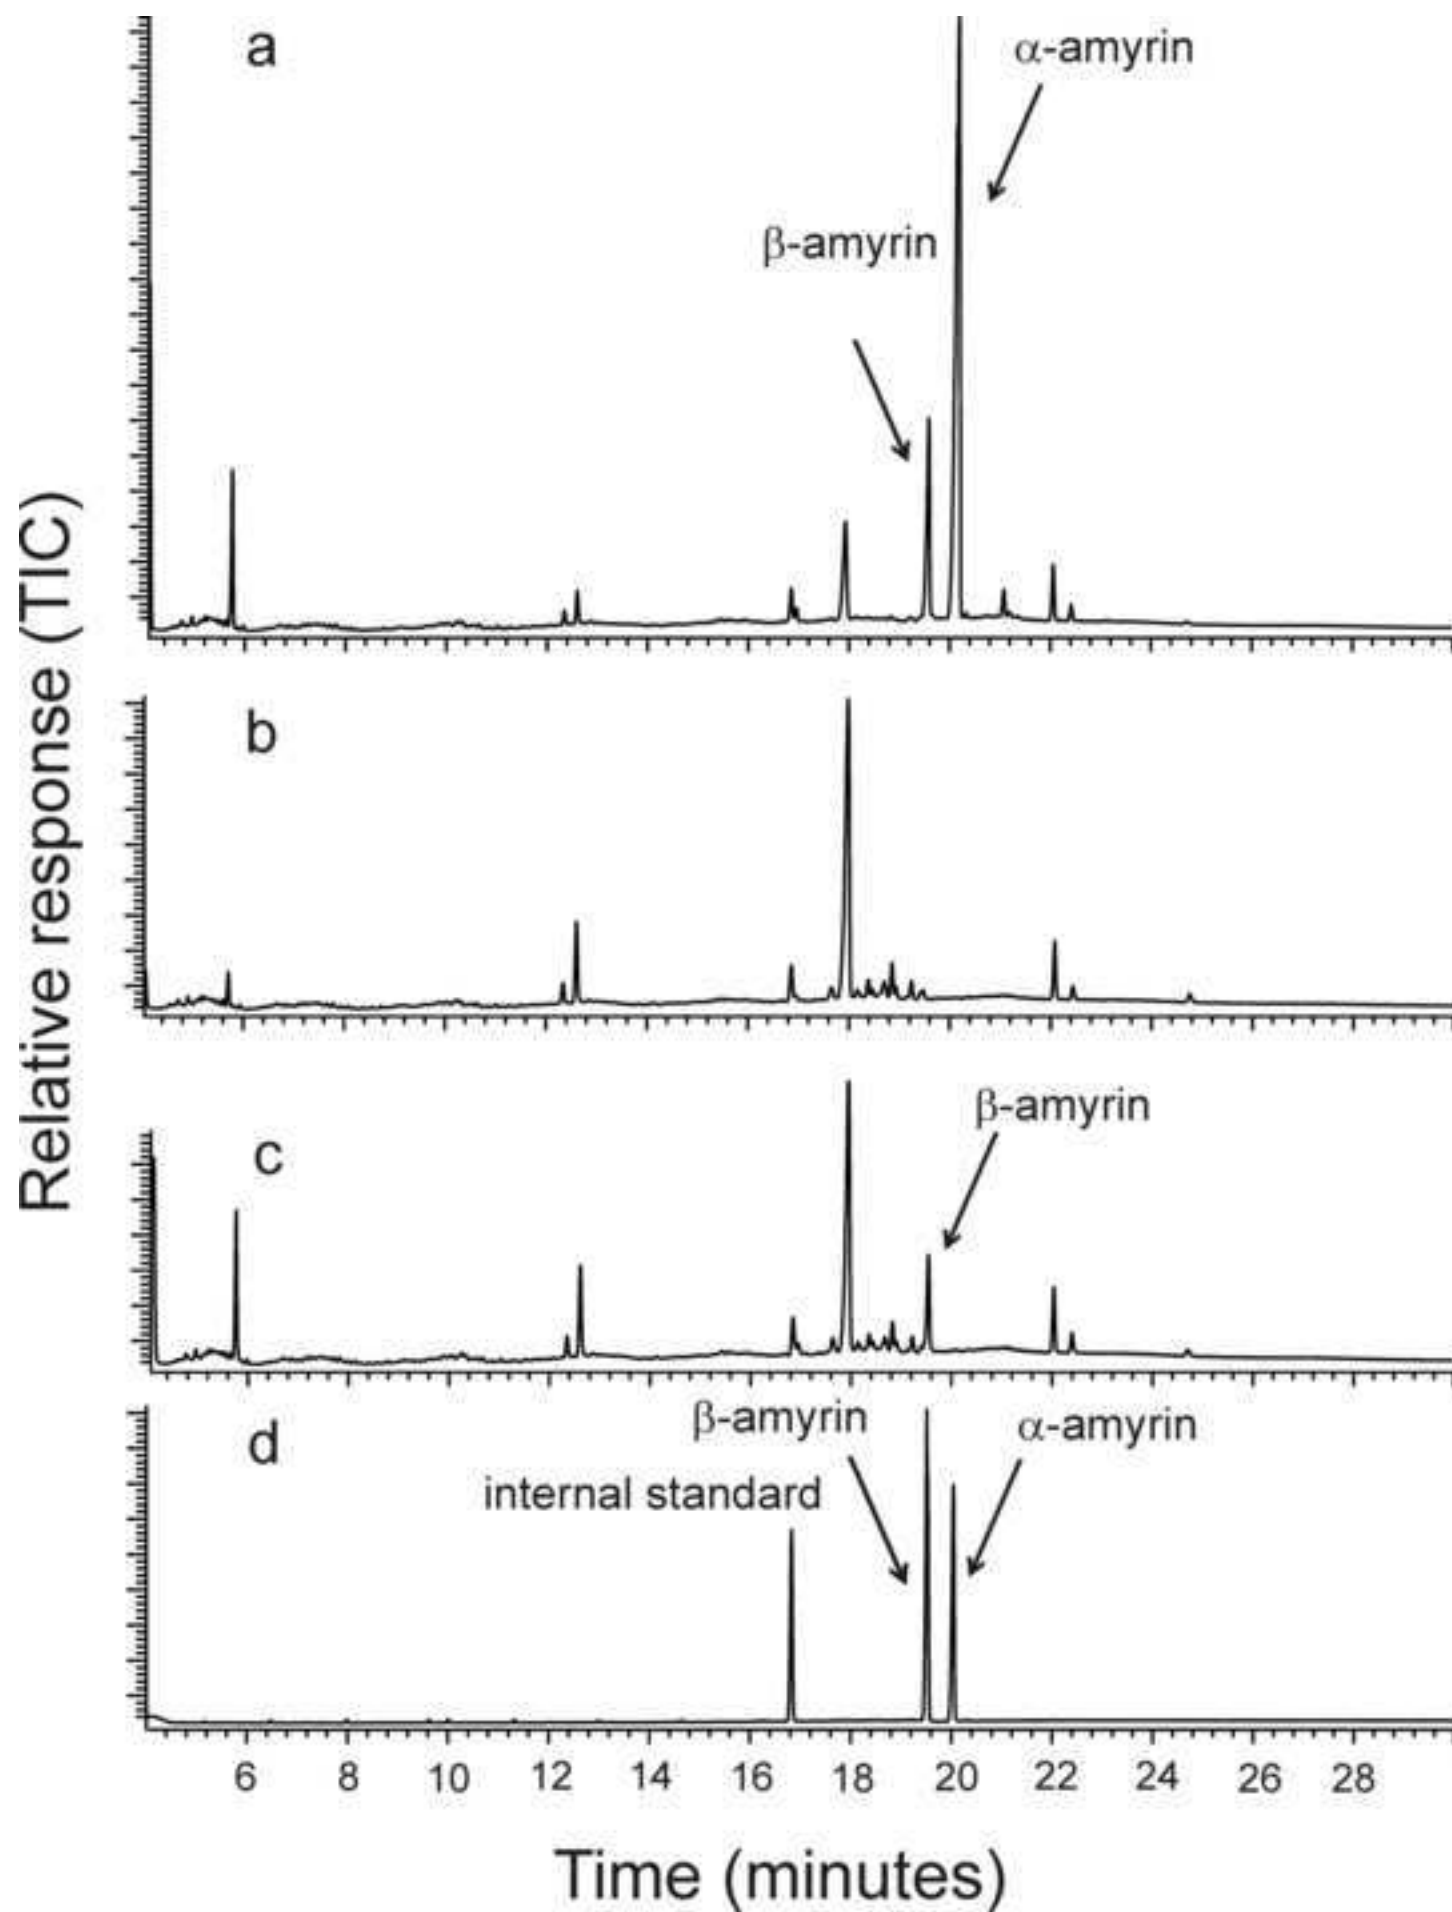 a
α-amyrin
β-amyrin
b
c
β-amyrin
d
β-amyrin
α-amyrin
internal standard
Relative response (TIC)
6 8 10 12 14 16 18 20 22 24 26 28
Time (minutes)